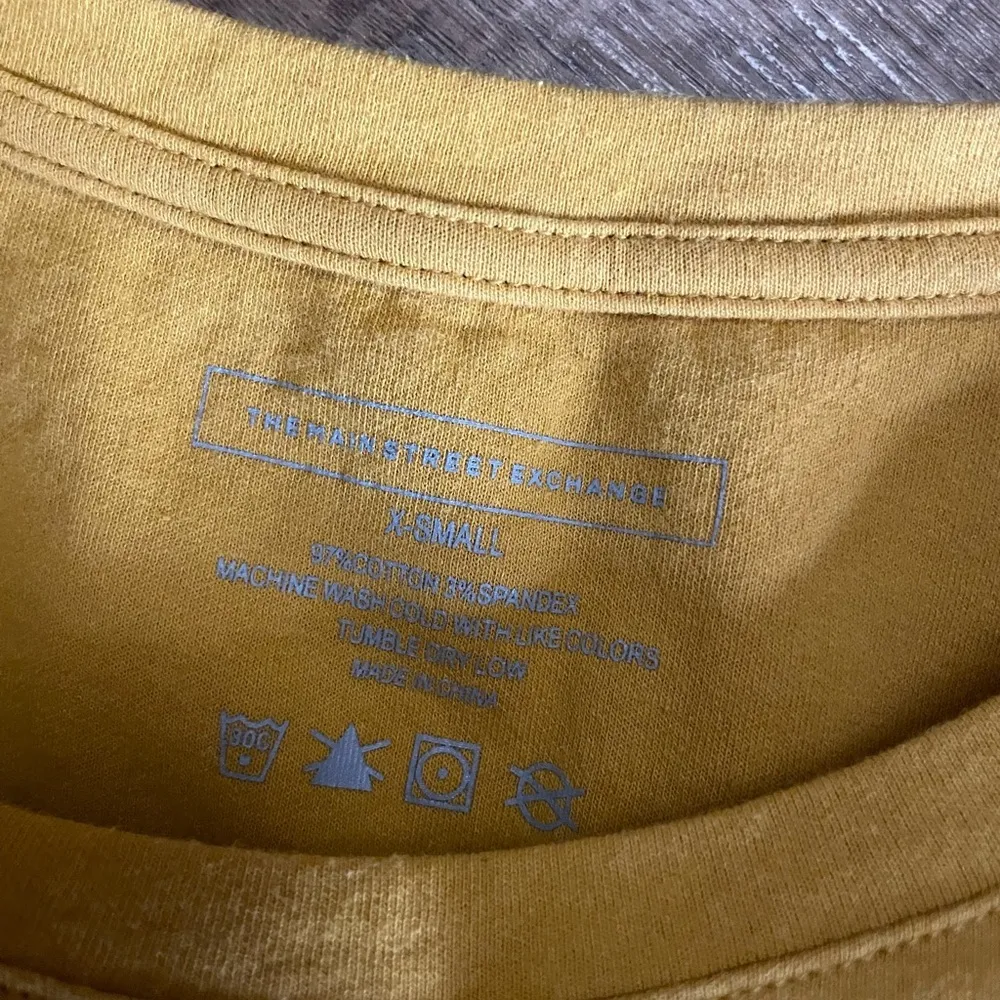 THE MAIN STREET EXCHANGE
X-SMALL
97%COTTON 3%SPANDEX
MACHINE WASH COLD WITH LIKE COLORS
TUMBLE DRY LOW
MADE IN CHINA
30C